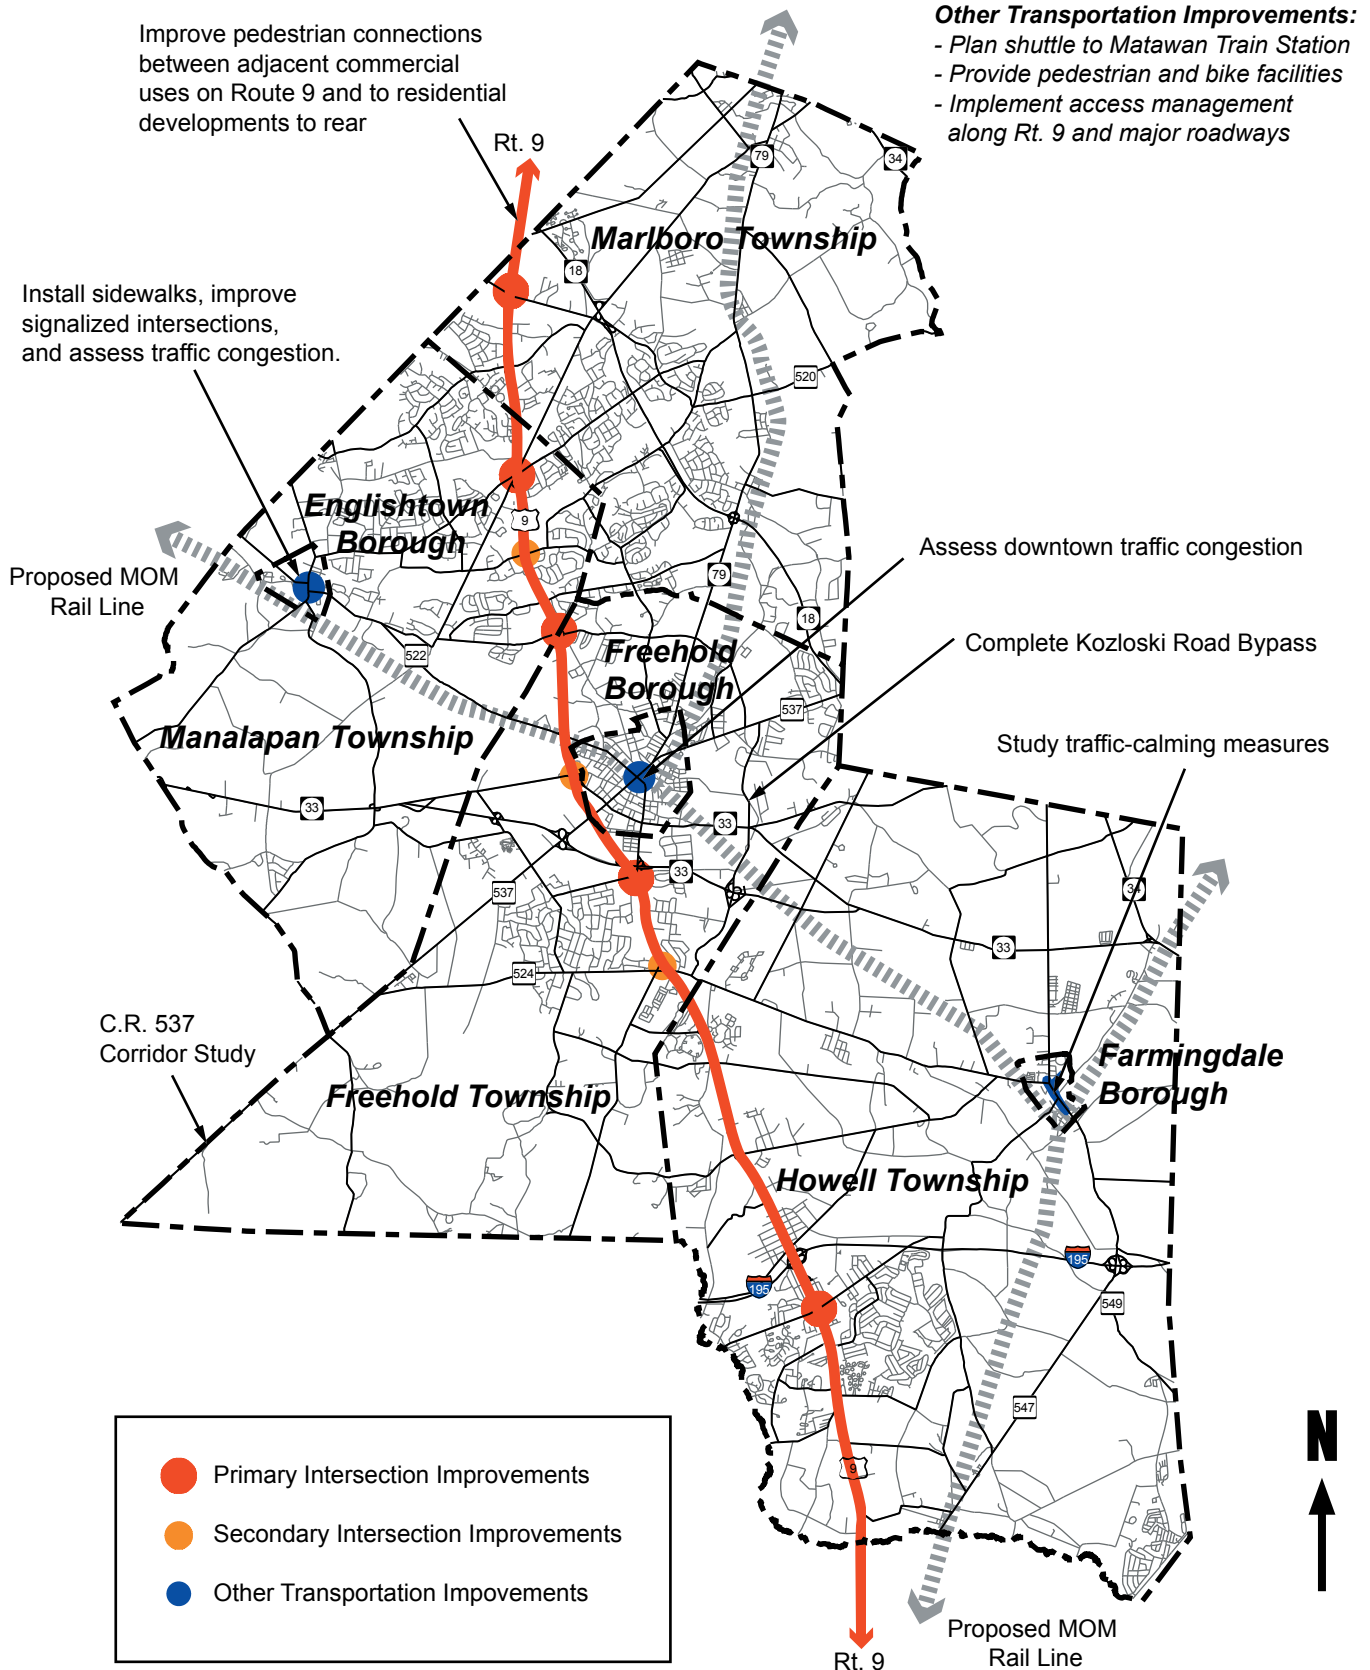 Improve pedestrian connections
between adjacent commercial
uses on Route 9 and to residential
developments to rear
Other Transportation Improvements:
- Plan shuttle to Matawan Train Station
- Provide pedestrian and bike facilities
- Implement access management
along Rt. 9 and major roadways
Rt. 9
79
34
Marlboro Township
18
Install sidewalks, improve
signalized intersections,
and assess traffic congestion.
520
Englishtown
Borough
9
Proposed MOM
Rail Line
Assess downtown traffic congestion
79
18
522
Freehold
Borough
Complete Kozloski Road Bypass
537
Manalapan Township
Study traffic-calming measures
33
33
33
537
34
33
524
C.R. 537
Corridor Study
Farmingdale
Borough
Freehold Township
Howell Township
195
195
549
547
9
N
Primary Intersection Improvements
Secondary Intersection Improvements
Other Transportation Impovements
Proposed MOM
Rail Line
Rt. 9